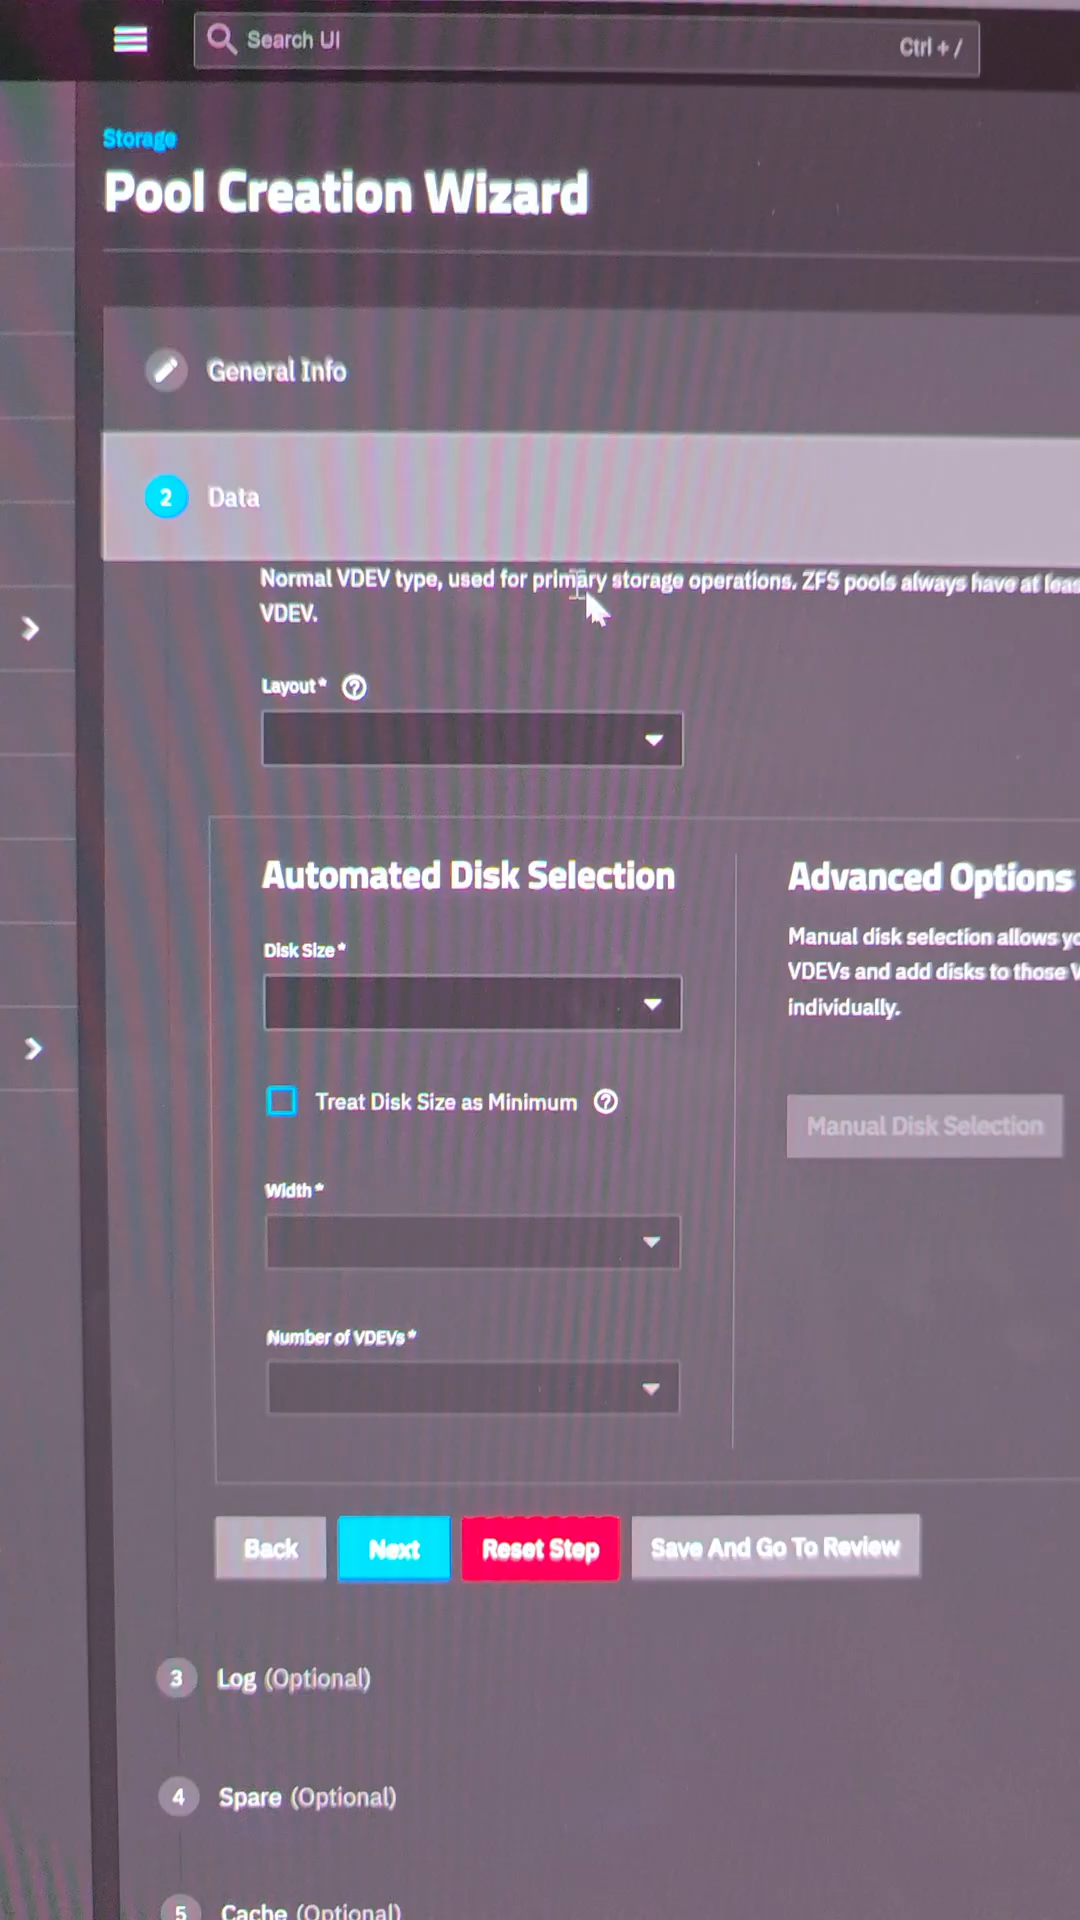 Search UI
Ctrl + /
Storage
Pool Creation Wizard
General Info
2 Data
Normal VDEV type, used for primary storage operations. ZFS pools always have at leas
VDEV.
Layout* ?
Automated Disk Selection
Disk Size*
Treat Disk Size as Minimum ?
Width*
Number of VDEVs*
Advanced Options
Manual disk selection allows yo
VDEVs and add disks to those V
individually.
Manual Disk Selection
Back
Next
Reset Step
Save And Go To Review
3 Log (Optional)
4 Spare (Optional)
5 Cache (Optional)